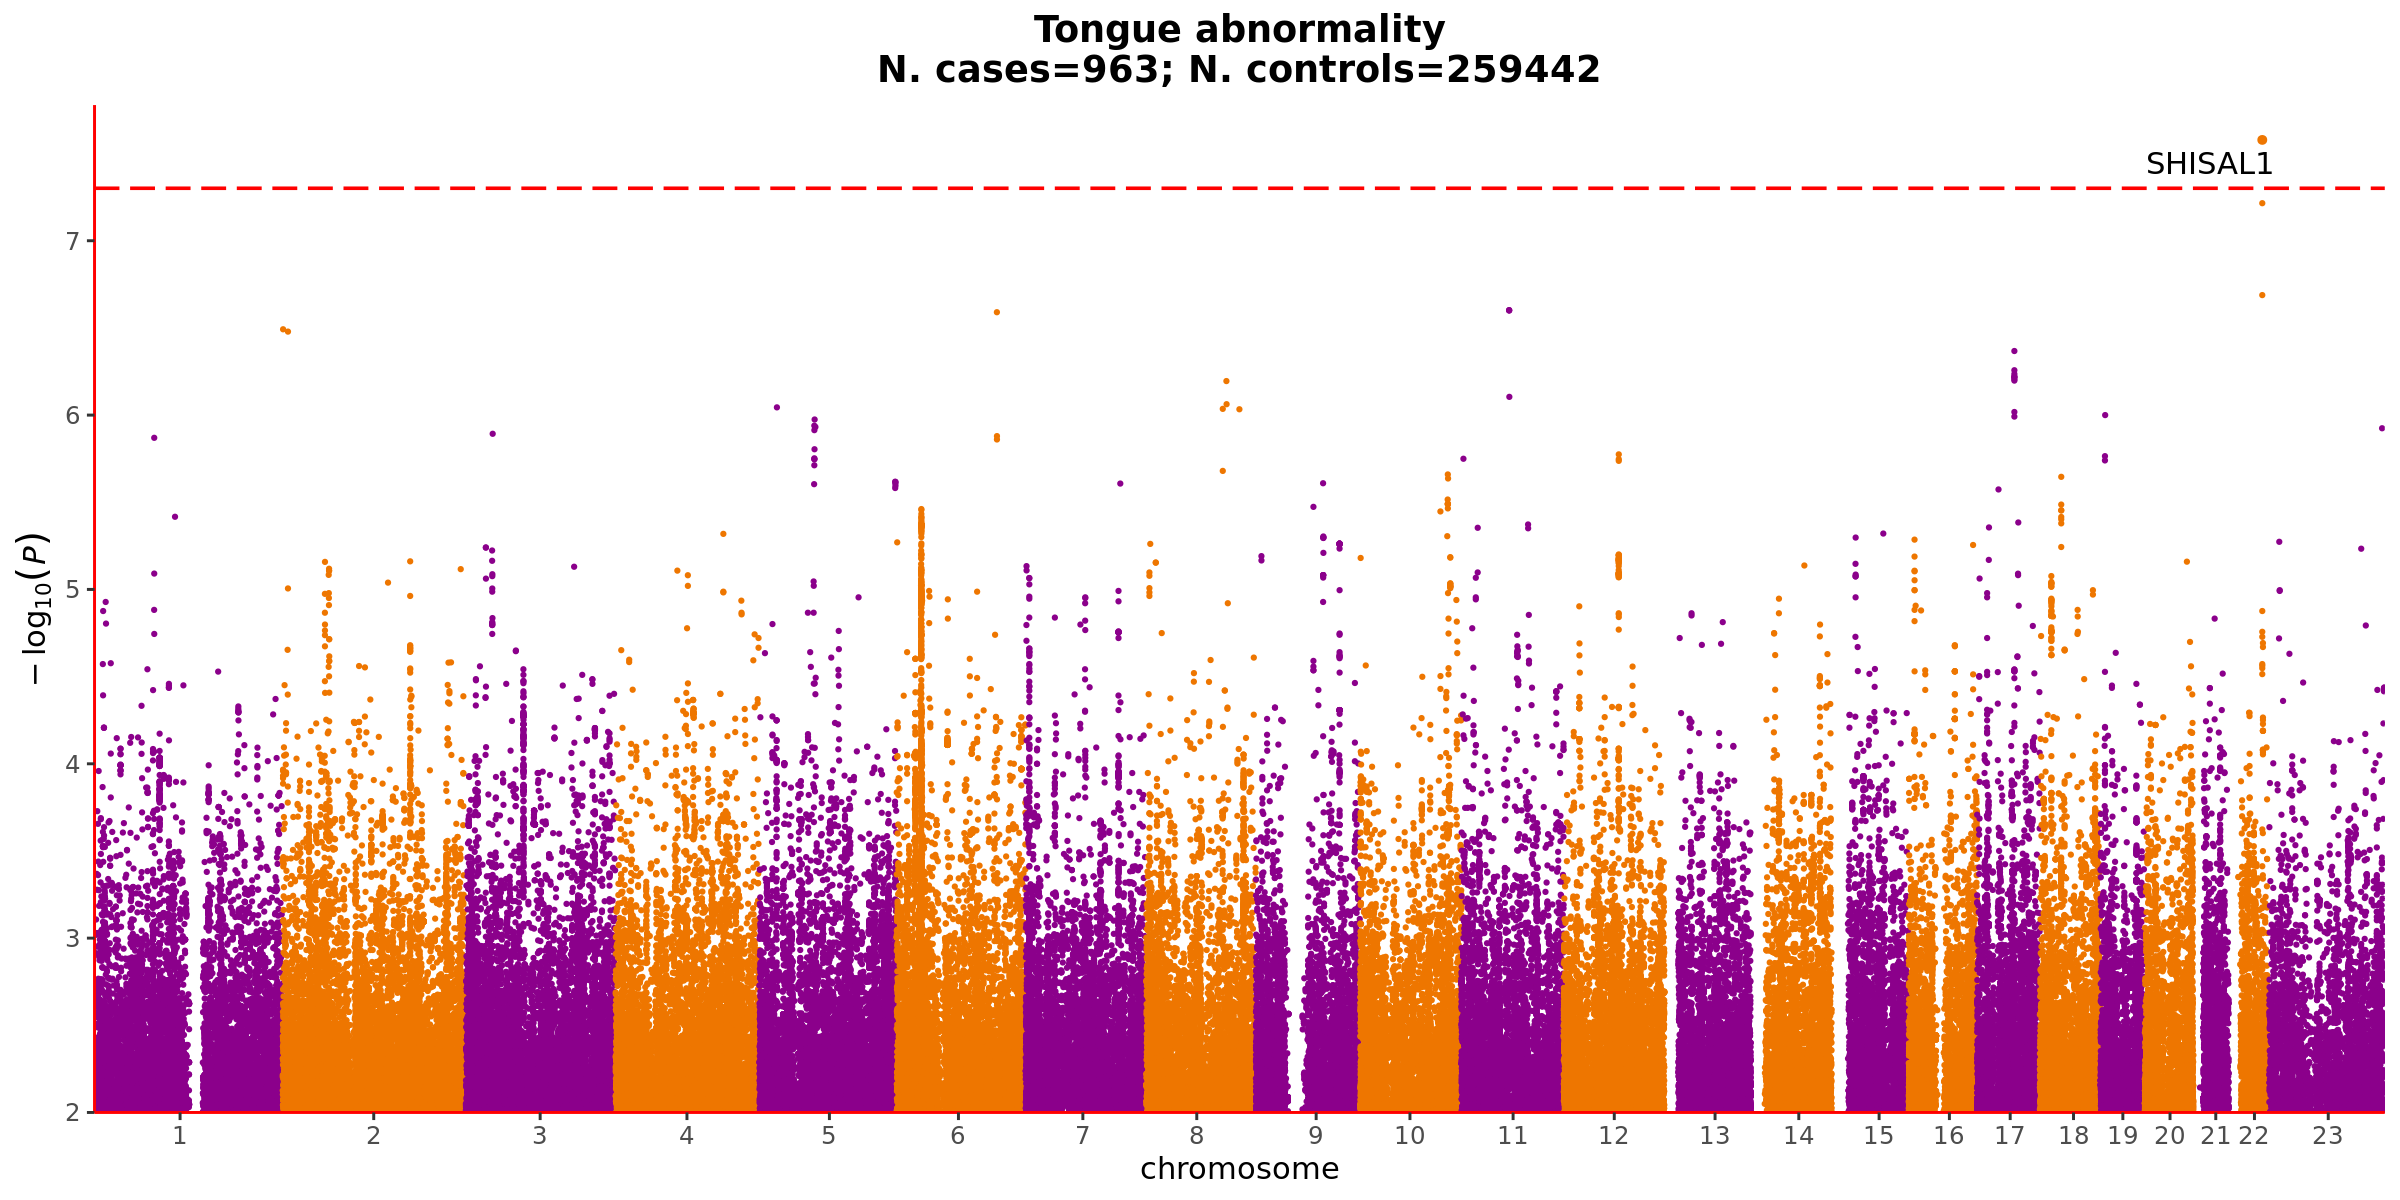 Tongue abnormality
N. cases=963; N. controls=259442
SHISAL1
7
6
5
4
3
2
−log10(P)
1 2 3 4 5 6 7 8 9 10 11 12 13 14 15 16 17 18 19 20 21 22 23
chromosome